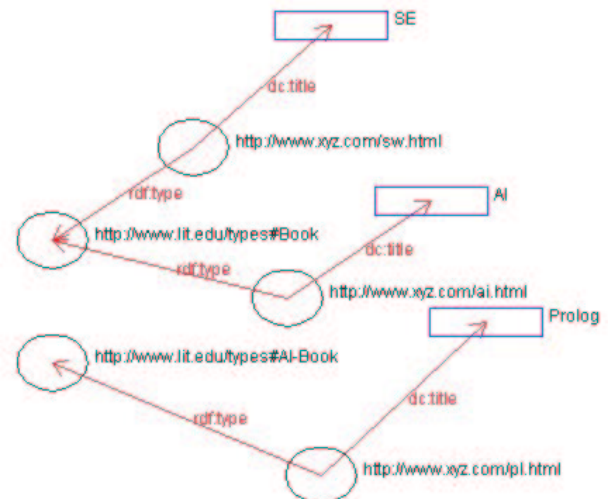 SE
dc:title
http://www.xyz.com/sw.html
rdf:type
AI
http://www.lit.edu/types#Book
dc:title
rdf:type
http://www.xyz.com/ai.html
Prolog
http://www.lit.edu/types#AI-Book
dc:title
rdf:type
http://www.xyz.com/pl.html